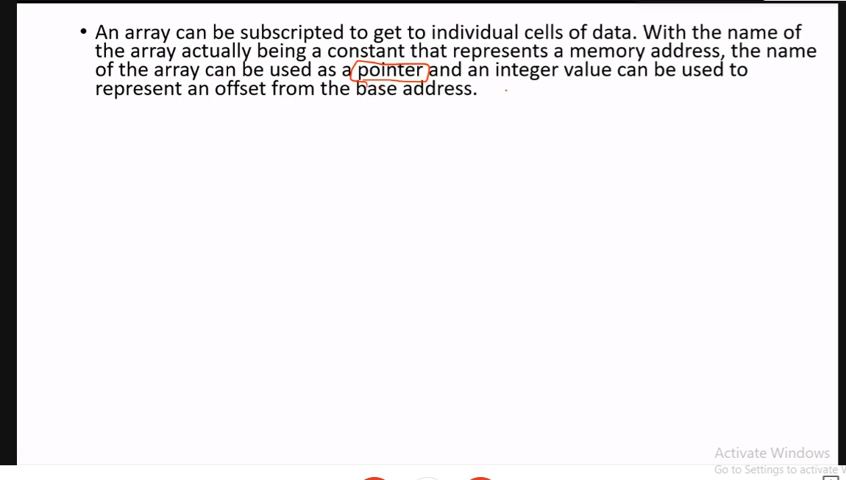 • An array can be subscripted to get to individual cells of data. With the name of
the array actually being a constant that represents a memory address, the name
of the array can be used as a pointer and an integer value can be used to
represent an offset from the base address.
Activate Windows
Go to Settings to activate W